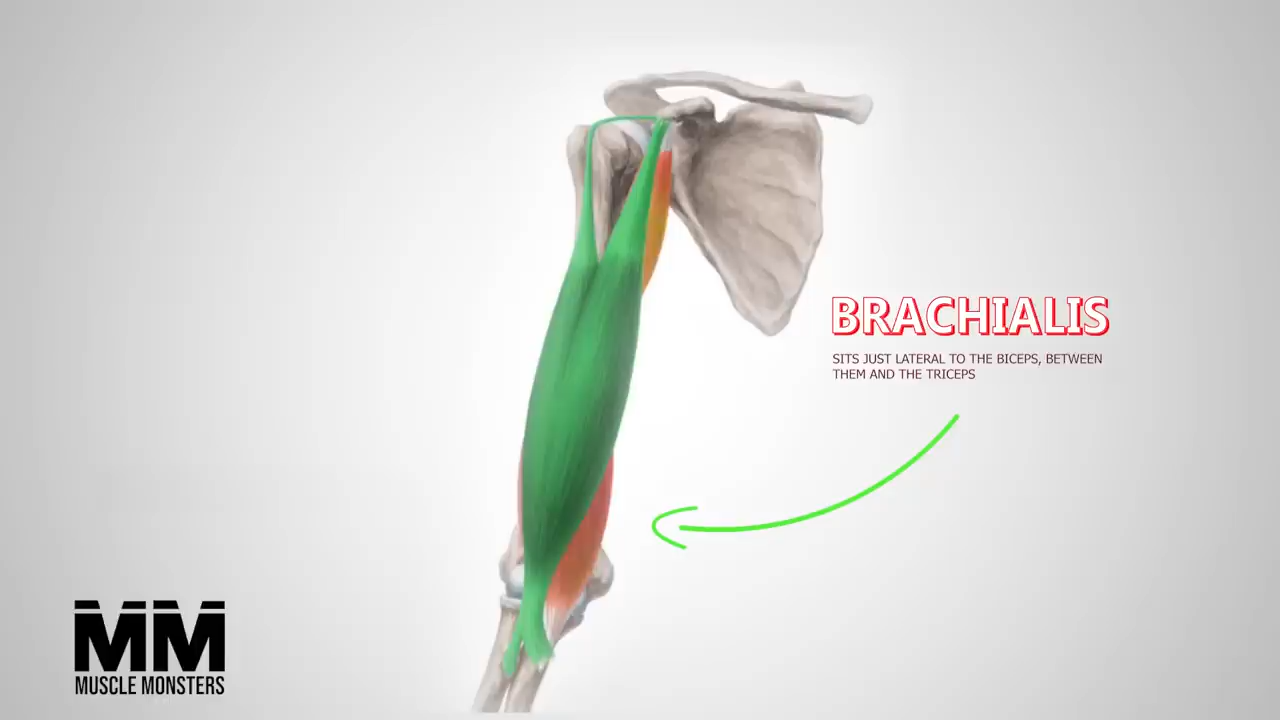 BRACHIALIS
SITS JUST LATERAL TO THE BICEPS, BETWEEN
THEM AND THE TRICEPS
MM
MUSCLE MONSTERS